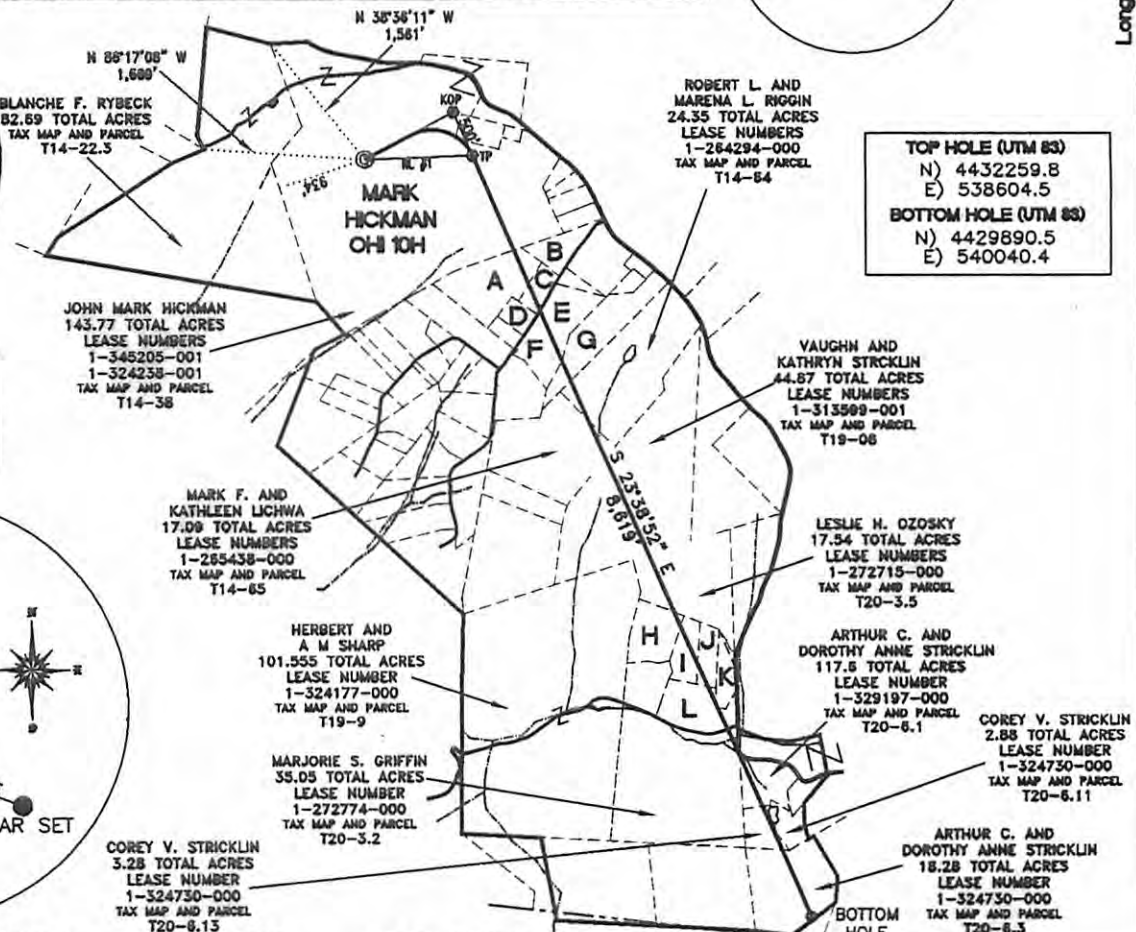 N 38°36'11" W
1,561'
Long
N 86°17'08" W
BLANCHE F. RYBECK
82.69 TOTAL ACRES
TAX MAP AND PARCEL
T14-22.3
KOP
500'
TP
NL #1
934'
Z
Z
MARK
HICKMAN
OHI 10H
ROBERT L. AND
MARENA L. RIGGIN
24.35 TOTAL ACRES
LEASE NUMBERS
1-264294-000
TAX MAP AND PARCEL
T14-64
TOP HOLE (UTM 83)
N) 4432259.8
E) 538604.5
BOTTOM HOLE (UTM 83)
N) 4429890.5
E) 540040.4
A
B
C
D
E
F
G
JOHN MARK HICKMAN
143.77 TOTAL ACRES
LEASE NUMBERS
1-345205-001
1-324238-001
TAX MAP AND PARCEL
T14-38
VAUGHN AND
KATHRYN STRCKLIN
44.87 TOTAL ACRES
LEASE NUMBERS
1-313599-001
TAX MAP AND PARCEL
T19-08
S 23°38'52" E
8,619'
MARK F. AND
KATHLEEN LICHWA
17.09 TOTAL ACRES
LEASE NUMBERS
1-265438-000
TAX MAP AND PARCEL
T14-65
LESLIE H. OZOSKY
17.54 TOTAL ACRES
LEASE NUMBERS
1-272715-000
TAX MAP AND PARCEL
T20-3.5
HERBERT AND
A M SHARP
101.555 TOTAL ACRES
LEASE NUMBER
1-324177-000
TAX MAP AND PARCEL
T19-9
H
I
J
K
L
ARTHUR C. AND
DOROTHY ANNE STRICKLIN
117.6 TOTAL ACRES
LEASE NUMBER
1-329197-000
TAX MAP AND PARCEL
T20-6.1
COREY V. STRICKLIN
2.88 TOTAL ACRES
LEASE NUMBER
1-324730-000
TAX MAP AND PARCEL
T20-6.11
MARJORIE S. GRIFFIN
35.05 TOTAL ACRES
LEASE NUMBER
1-272774-000
TAX MAP AND PARCEL
T20-3.2
AR SET
COREY V. STRICKLIN
3.28 TOTAL ACRES
LEASE NUMBER
1-324730-000
TAX MAP AND PARCEL
T20-6.13
ARTHUR C. AND
DOROTHY ANNE STRICKLIN
18.28 TOTAL ACRES
LEASE NUMBER
1-324730-000
TAX MAP AND PARCEL
T20-6.3
BOTTOM
HOLE